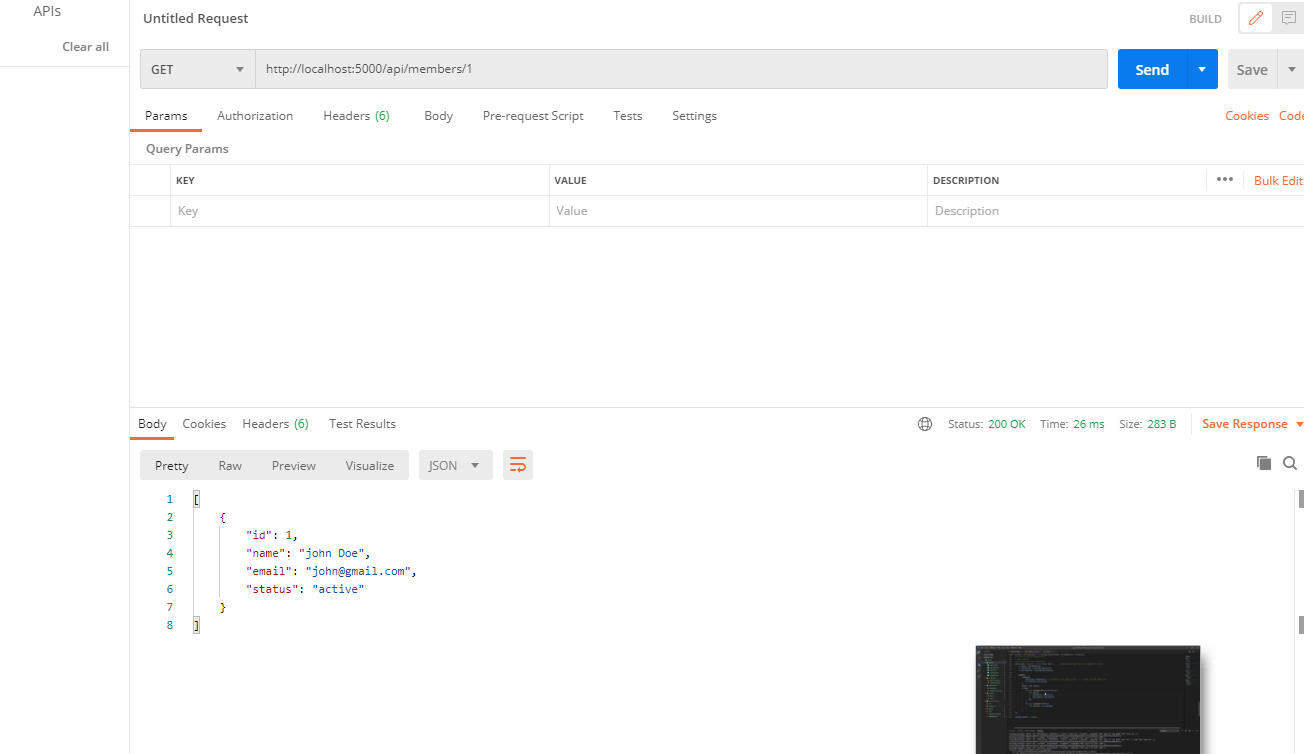 APIs
Clear all
Untitled Request
BUILD
GET
http://localhost:5000/api/members/1
Send
Save
Params Authorization Headers (6) Body Pre-request Script Tests Settings
Cookies Code
Query Params
KEY VALUE DESCRIPTION ••• Bulk Edit
Key Value Description
Body Cookies Headers (6) Test Results
Status: 200 OK Time: 26 ms Size: 283 B Save Response
Pretty Raw Preview Visualize JSON
1 [
2 {
3 "id": 1,
4 "name": "john Doe",
5 "email": "john@gmail.com",
6 "status": "active"
7 }
8 ]